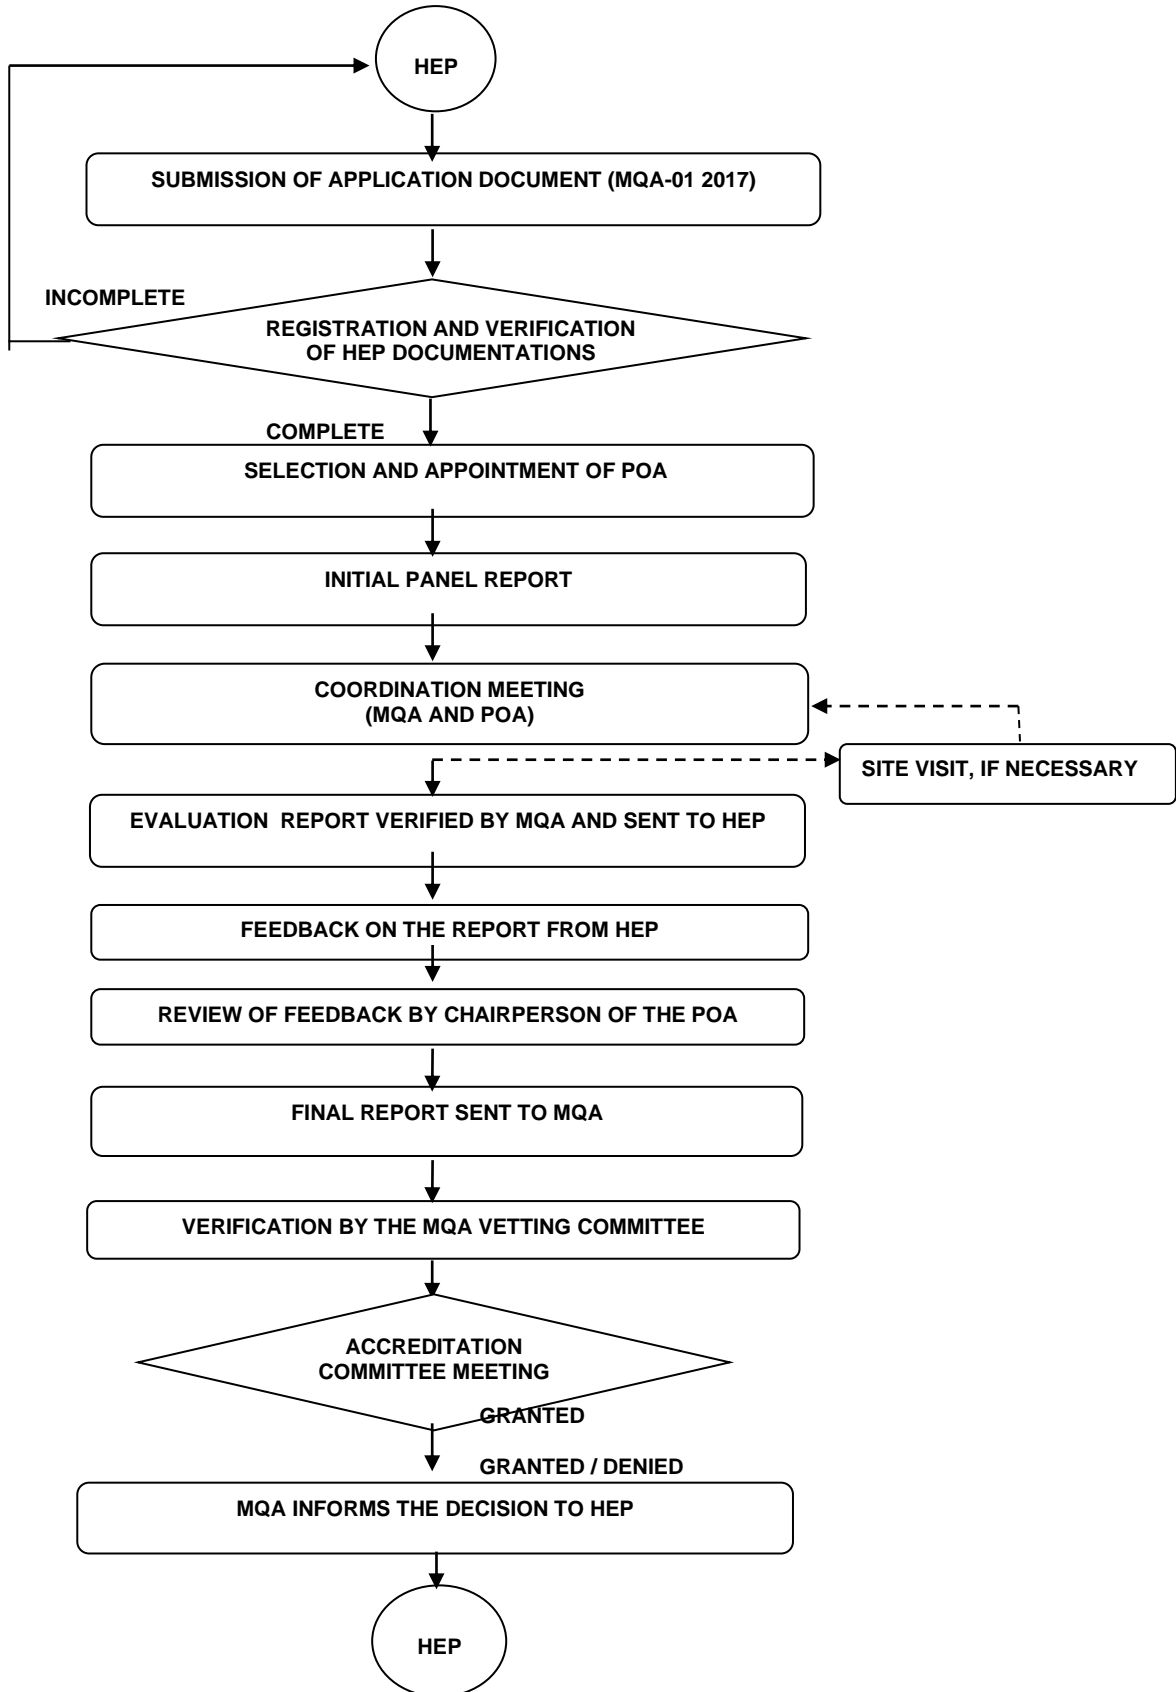 HEP
SUBMISSION OF APPLICATION DOCUMENT (MQA-01 2017)
INCOMPLETE
REGISTRATION AND VERIFICATION
OF HEP DOCUMENTATIONS
COMPLETE
SELECTION AND APPOINTMENT OF POA
INITIAL PANEL REPORT
COORDINATION MEETING
(MQA AND POA)
SITE VISIT, IF NECESSARY
EVALUATION REPORT VERIFIED BY MQA AND SENT TO HEP
FEEDBACK ON THE REPORT FROM HEP
REVIEW OF FEEDBACK BY CHAIRPERSON OF THE POA
FINAL REPORT SENT TO MQA
VERIFICATION BY THE MQA VETTING COMMITTEE
ACCREDITATION
COMMITTEE MEETING
GRANTED
GRANTED / DENIED
MQA INFORMS THE DECISION TO HEP
HEP